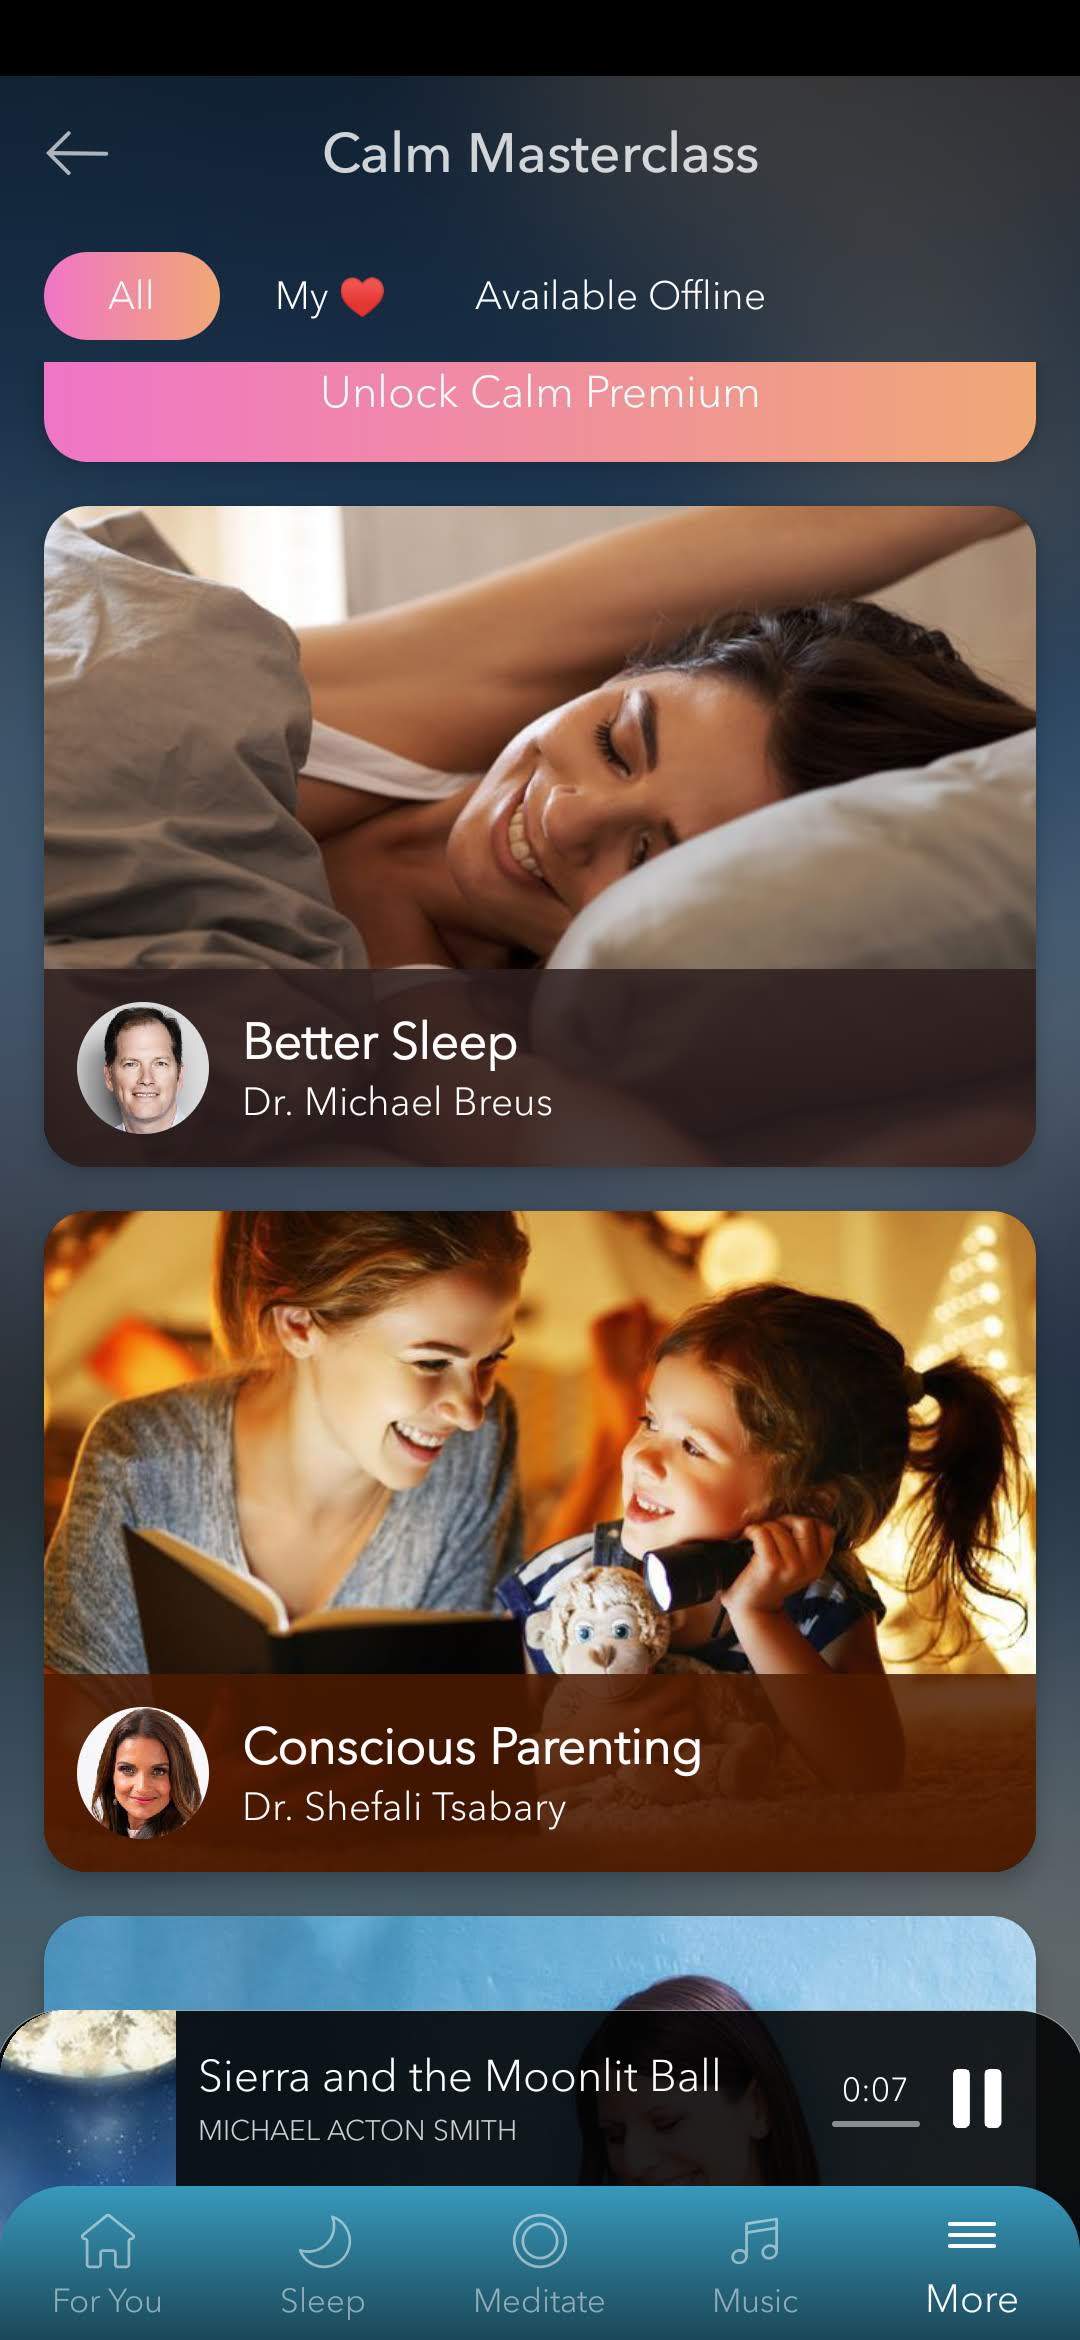 Calm Masterclass
All
My ❤️
Available Offline
Unlock Calm Premium
Better Sleep
Dr. Michael Breus
Conscious Parenting
Dr. Shefali Tsabary
Sierra and the Moonlit Ball
MICHAEL ACTON SMITH
0:07
For You
Sleep
Meditate
Music
More